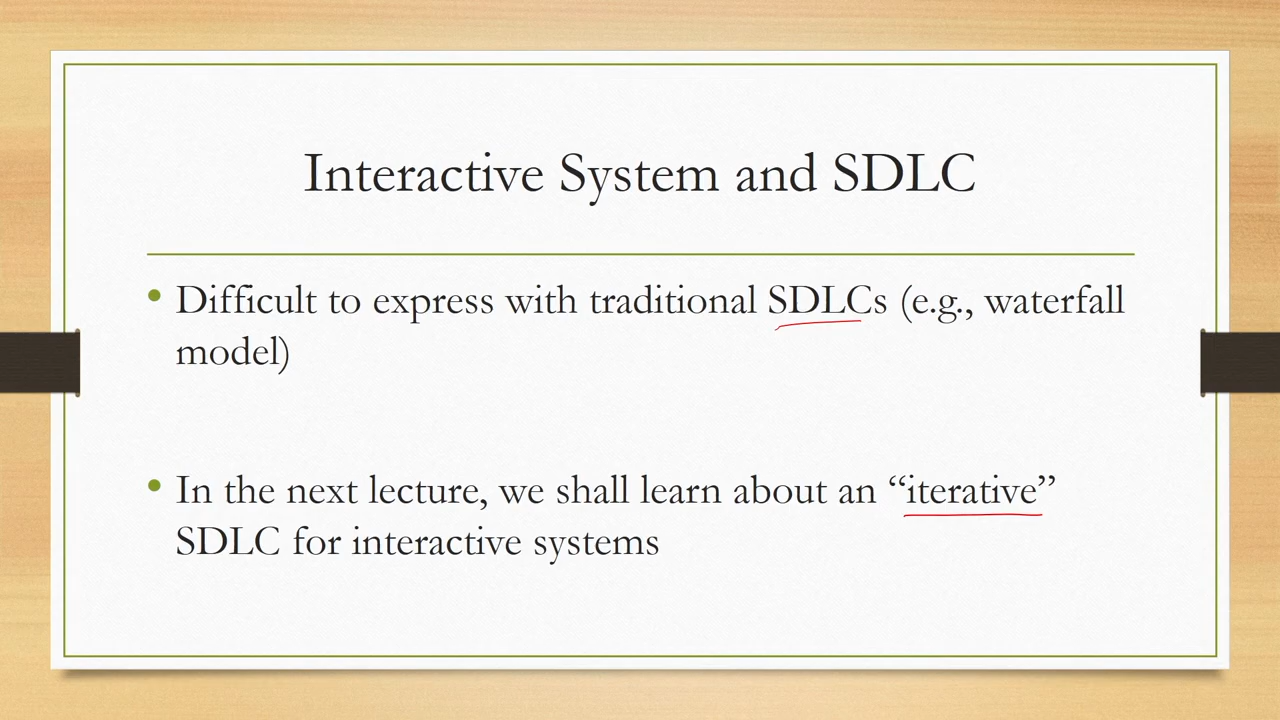 Interactive System and SDLC
• Difficult to express with traditional SDLCs (e.g., waterfall
model)
• In the next lecture, we shall learn about an “iterative”
SDLC for interactive systems